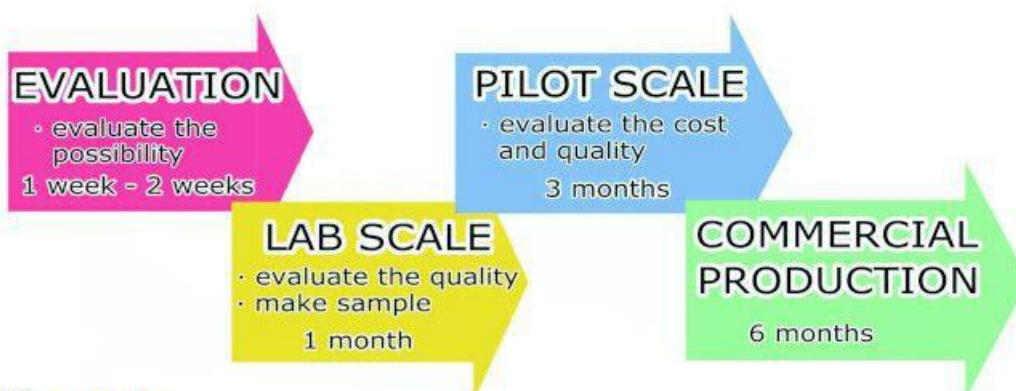 EVALUATION
· evaluate the
possibility
1 week - 2 weeks
LAB SCALE
· evaluate the quality
· make sample
1 month
PILOT SCALE
· evaluate the cost
and quality
3 months
COMMERCIAL
PRODUCTION
6 months